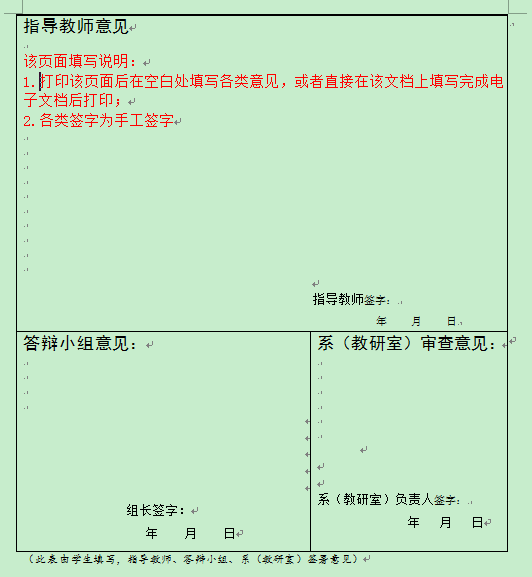 指导教师意见
该页面填写说明：
1.打印该页面后在空白处填写各类意见，或者直接在该文档上填写完成电
子文档后打印；
2.各类签字为手工签字
指导教师签字：
年 月 日
答辩小组意见：
组长签字：
年 月 日
系（教研室）审查意见：
系（教研室）负责人签字：
年 月 日
（此表由学生填写，指导教师、答辩小组、系（教研室）签署意见）